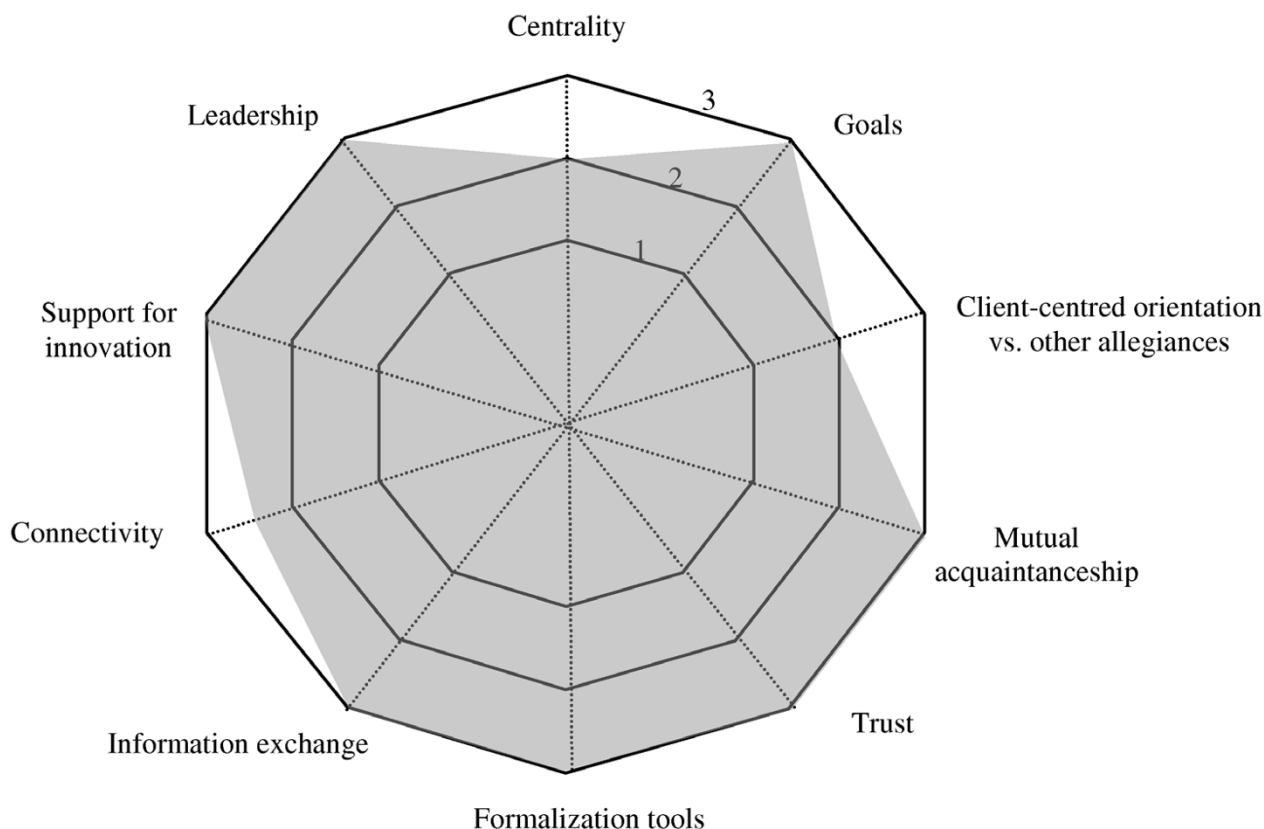 Centrality
3
Leadership
Goals
2
1
Support for
innovation
Client-centred orientation
vs. other allegiances
Connectivity
Mutual
acquaintanceship
Trust
Information exchange
Formalization tools